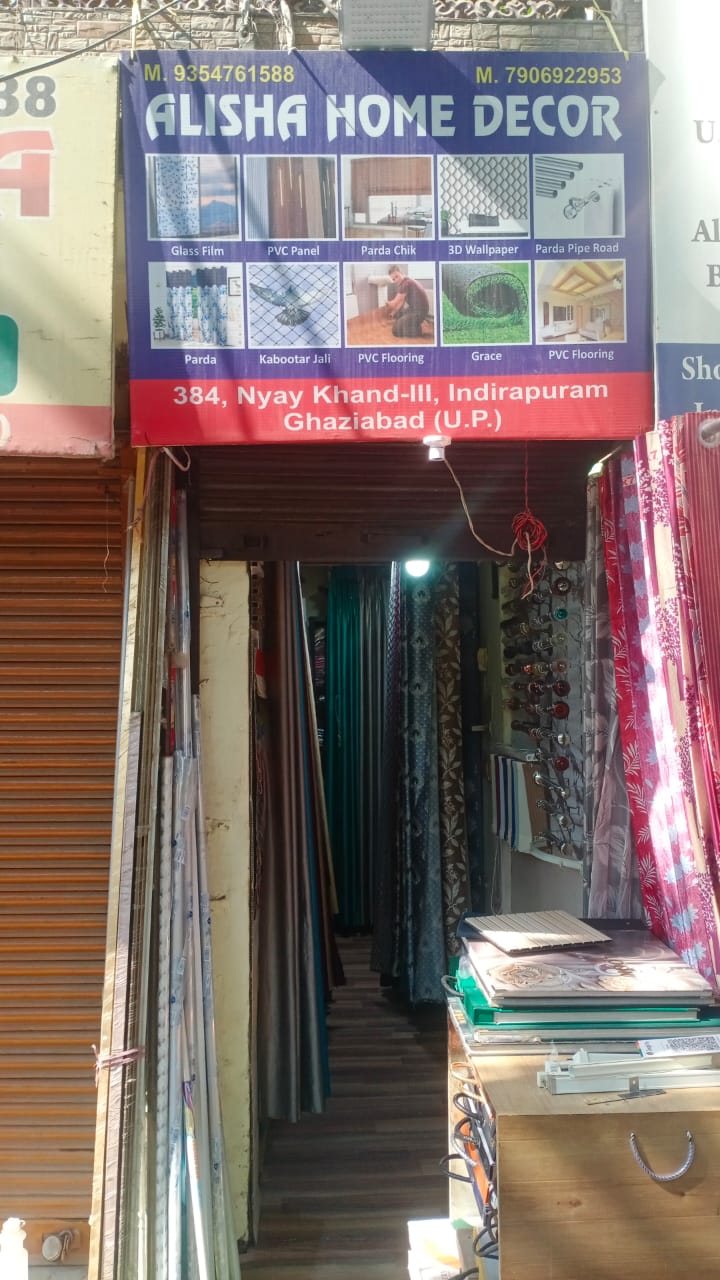 M. 9354761588 M. 7906922953
ALISHA HOME DECOR
Glass Film PVC Panel Parda Chik 3D Wallpaper Parda Pipe Road
Parda Kabootar Jali PVC Flooring Grace PVC Flooring
384, Nyay Khand-III, Indirapuram
Ghaziabad (U.P.)
38